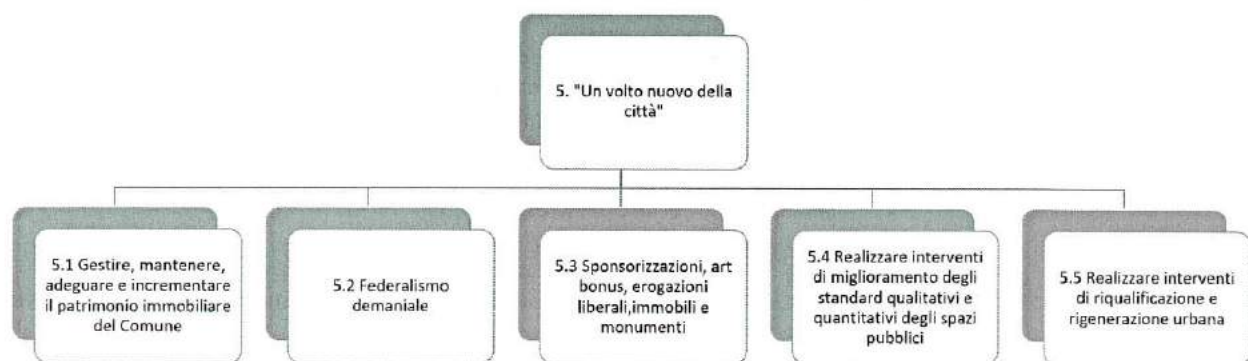 5. "Un volto nuovo della
città"
5.1 Gestire, mantenere,
adeguare e incrementare
il patrimonio immobiliare
del Comune
5.2 Federalismo
demaniale
5.3 Sponsorizzazioni, art
bonus, erogazioni
liberali,immobili e
monumenti
5.4 Realizzare interventi
di miglioramento degli
standard qualitativi e
quantitativi degli spazi
pubblici
5.5 Realizzare interventi
di riqualificazione e
rigenerazione urbana